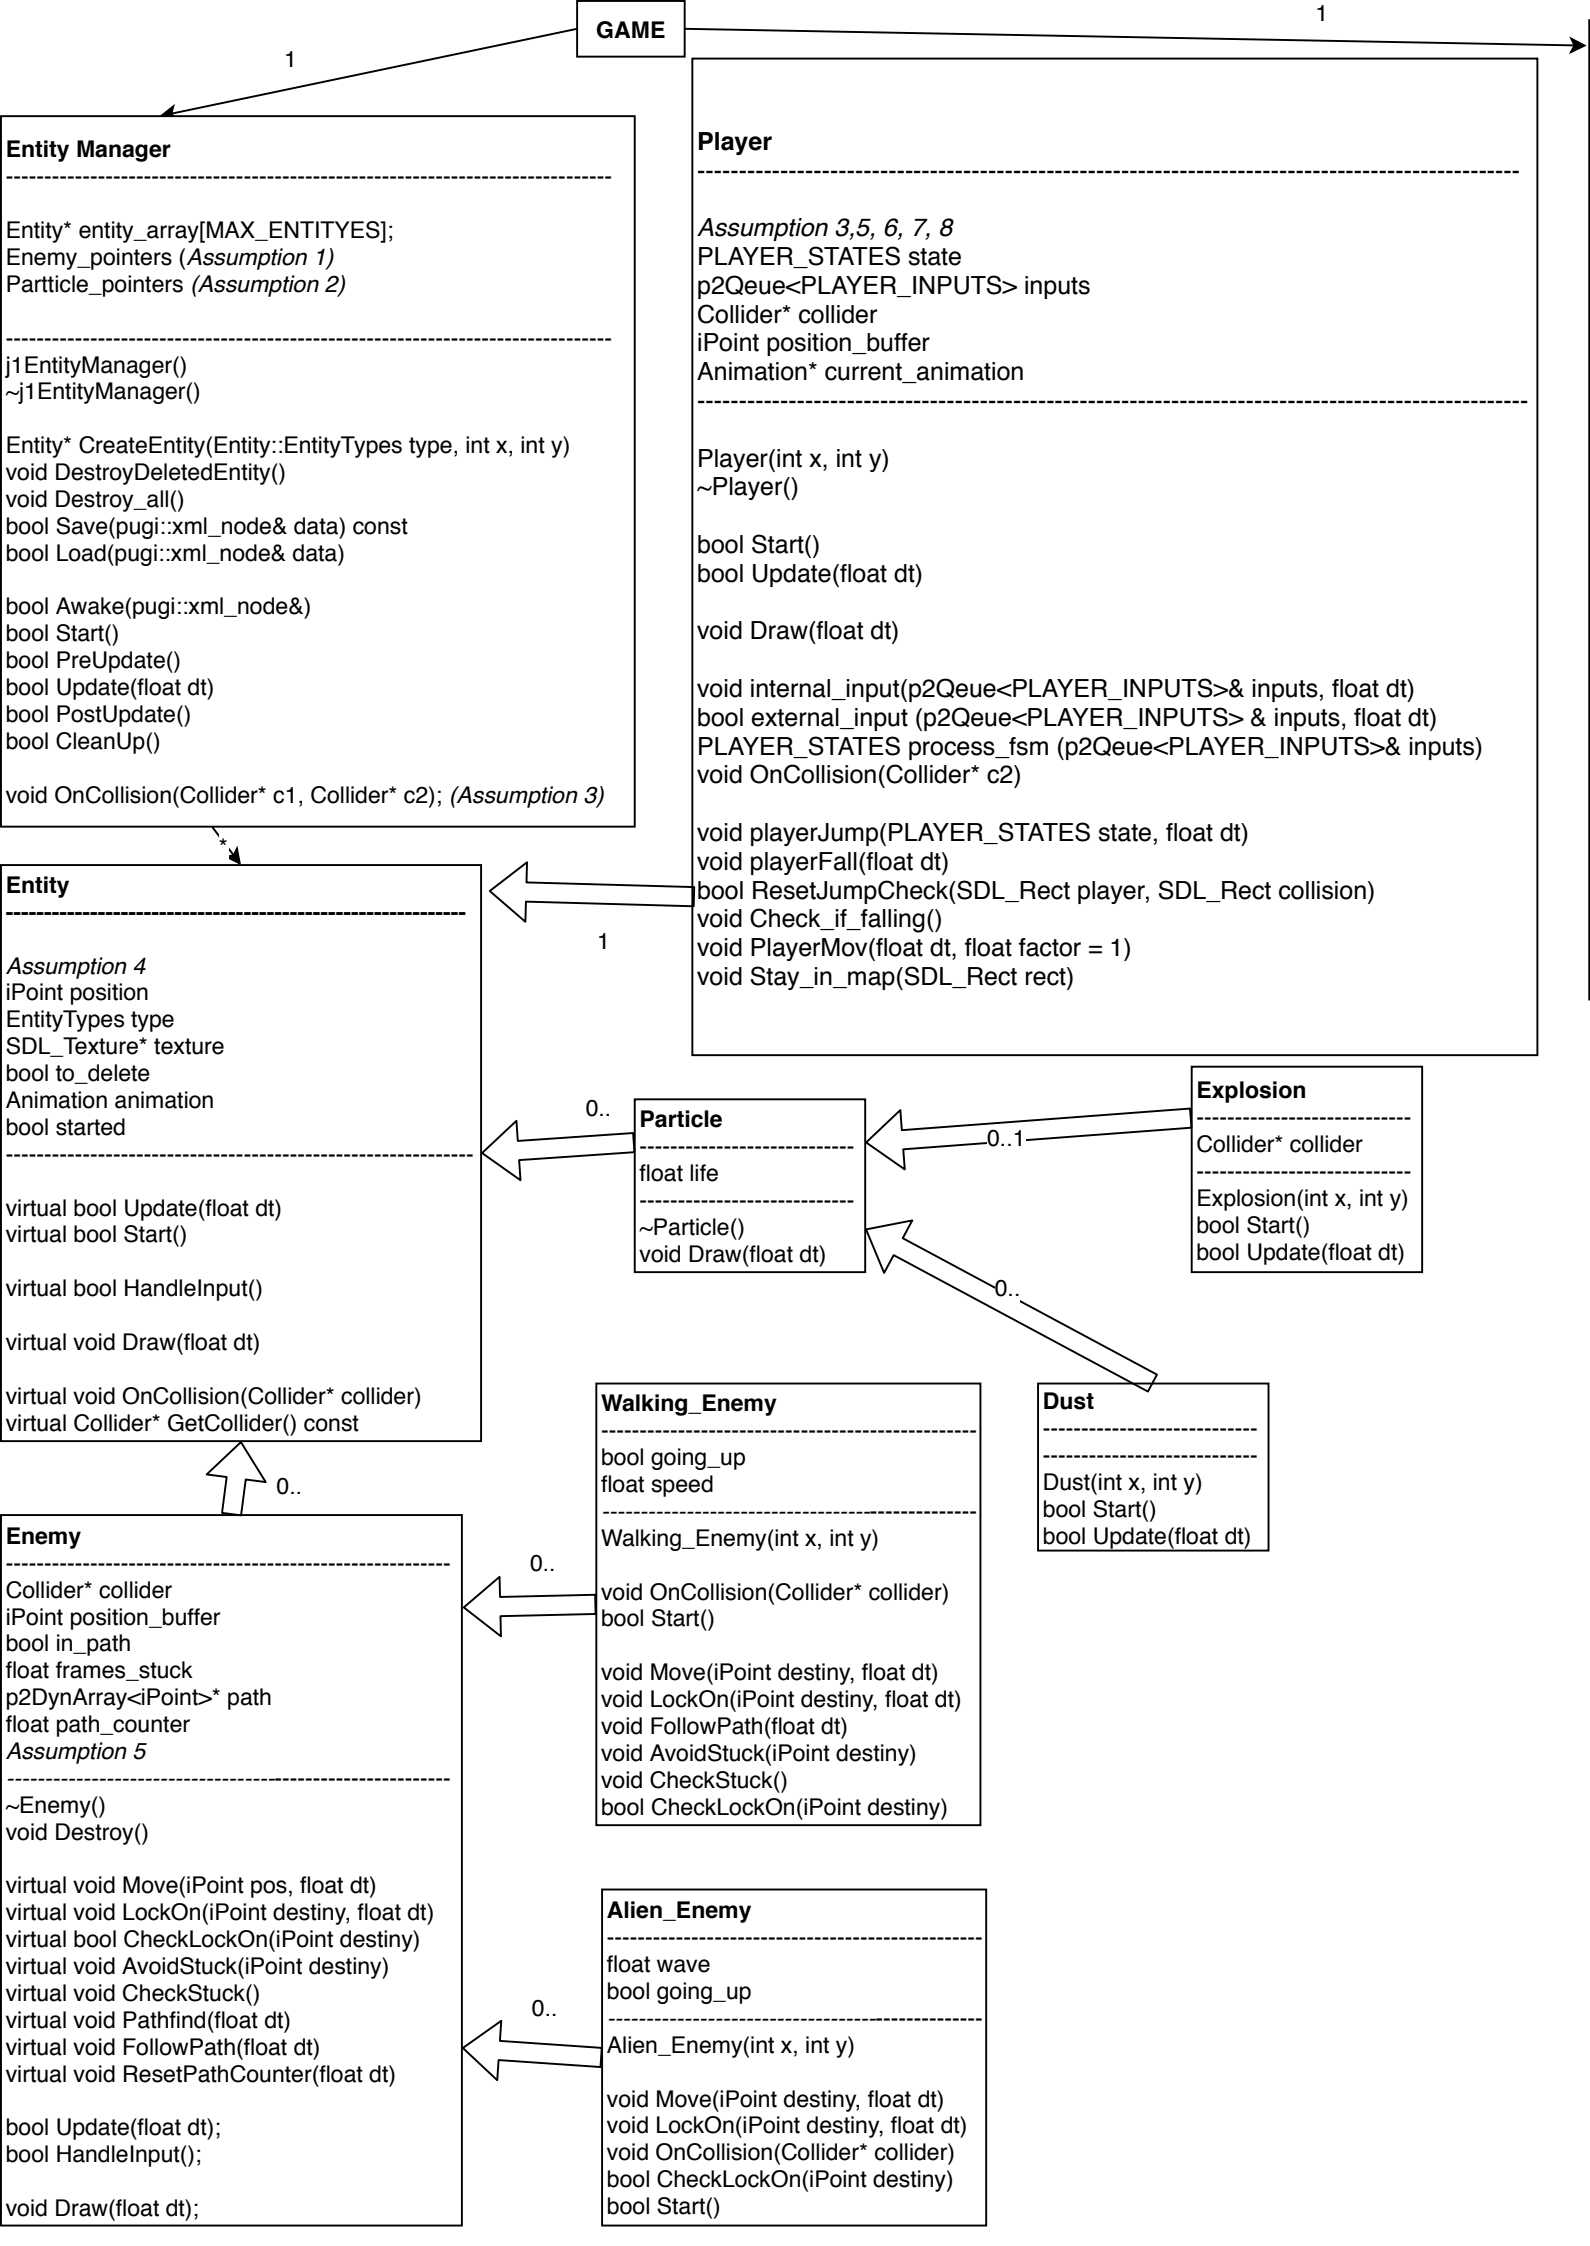 GAME
1
1
Entity Manager
Entity* entity_array[MAX_ENTITYES];
Enemy_pointers (Assumption 1)
Partticle_pointers (Assumption 2)
j1EntityManager()
~j1EntityManager()
Entity* CreateEntity(Entity::EntityTypes type, int x, int y)
void DestroyDeletedEntity()
void Destroy_all()
bool Save(pugi::xml_node& data) const
bool Load(pugi::xml_node& data)
bool Awake(pugi::xml_node&)
bool Start()
bool PreUpdate()
bool Update(float dt)
bool PostUpdate()
bool CleanUp()
void OnCollision(Collider* c1, Collider* c2); (Assumption 3)
*
Player
Assumption 3,5, 6, 7, 8
PLAYER_STATES state
p2Qeue<PLAYER_INPUTS> inputs
Collider* collider
iPoint position_buffer
Animation* current_animation
Player(int x, int y)
~Player()
bool Start()
bool Update(float dt)
void Draw(float dt)
void internal_input(p2Qeue<PLAYER_INPUTS>& inputs, float dt)
bool external_input (p2Qeue<PLAYER_INPUTS> & inputs, float dt)
PLAYER_STATES process_fsm (p2Qeue<PLAYER_INPUTS>& inputs)
void OnCollision(Collider* c2)
void playerJump(PLAYER_STATES state, float dt)
void playerFall(float dt)
bool ResetJumpCheck(SDL_Rect player, SDL_Rect collision)
void Check_if_falling()
void PlayerMov(float dt, float factor = 1)
void Stay_in_map(SDL_Rect rect)
1
Entity
Assumption 4
iPoint position
EntityTypes type
SDL_Texture* texture
bool to_delete
Animation animation
bool started
virtual bool Update(float dt)
virtual bool Start()
virtual bool HandleInput()
virtual void Draw(float dt)
virtual void OnCollision(Collider* collider)
virtual Collider* GetCollider() const
0..
Particle
float life
~Particle()
void Draw(float dt)
0..1
Explosion
Collider* collider
Explosion(int x, int y)
bool Start()
bool Update(float dt)
0..
Dust
Dust(int x, int y)
bool Start()
bool Update(float dt)
0..
Enemy
Collider* collider
iPoint position_buffer
bool in_path
float frames_stuck
p2DynArray<iPoint>* path
float path_counter
Assumption 5
~Enemy()
void Destroy()
virtual void Move(iPoint pos, float dt)
virtual void LockOn(iPoint destiny, float dt)
virtual bool CheckLockOn(iPoint destiny)
virtual void AvoidStuck(iPoint destiny)
virtual void CheckStuck()
virtual void Pathfind(float dt)
virtual void FollowPath(float dt)
virtual void ResetPathCounter(float dt)
bool Update(float dt);
bool HandleInput();
void Draw(float dt);
0..
Walking_Enemy
bool going_up
float speed
Walking_Enemy(int x, int y)
void OnCollision(Collider* collider)
bool Start()
void Move(iPoint destiny, float dt)
void LockOn(iPoint destiny, float dt)
void FollowPath(float dt)
void AvoidStuck(iPoint destiny)
void CheckStuck()
bool CheckLockOn(iPoint destiny)
0..
Alien_Enemy
float wave
bool going_up
Alien_Enemy(int x, int y)
void Move(iPoint destiny, float dt)
void LockOn(iPoint destiny, float dt)
void OnCollision(Collider* collider)
bool CheckLockOn(iPoint destiny)
bool Start()